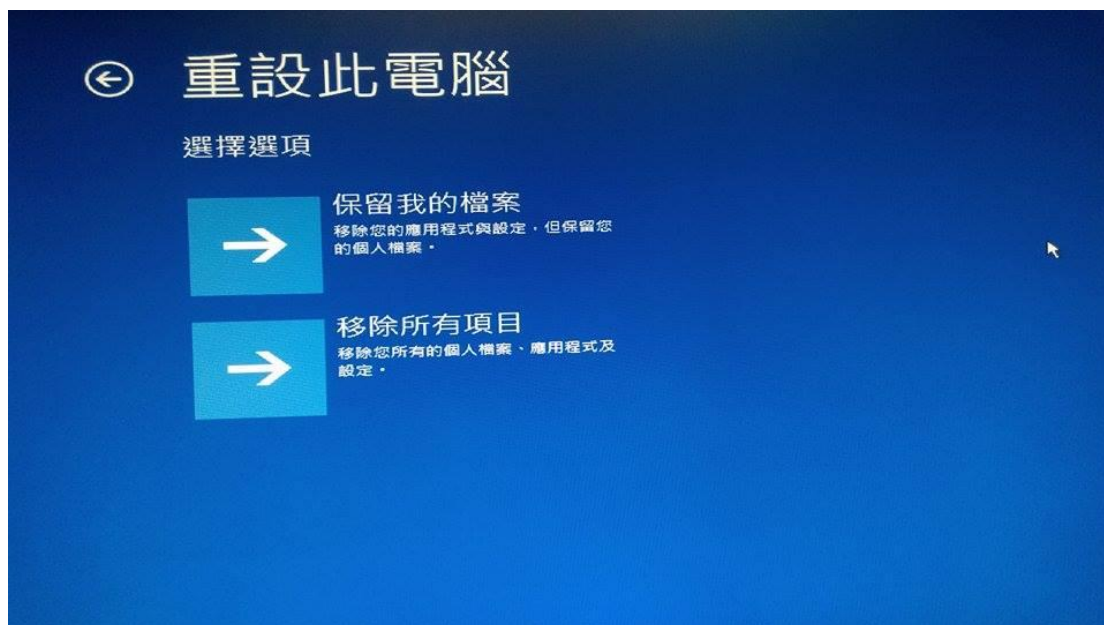 重設此電腦
選擇選項
保留我的檔案
移除您的應用程式與設定，但保留您
的個人檔案。
移除所有項目
移除您所有的個人檔案、應用程式及
設定。